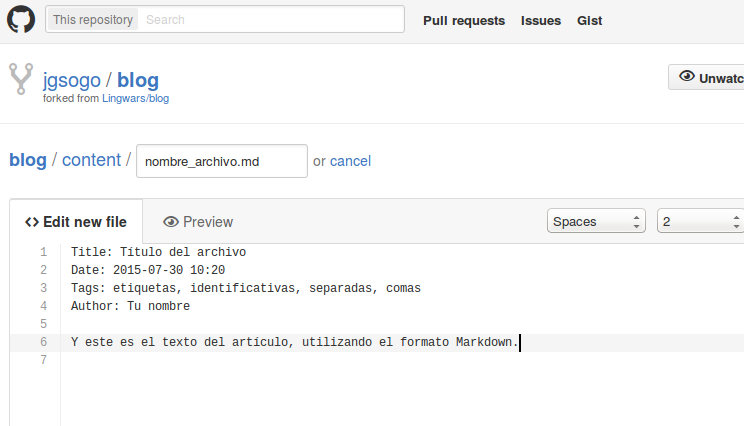 This repository Search Pull requests Issues Gist
jgsogo / blog
Unwatc
forked from Lingwars/blog
blog / content / nombre_archivo.md or cancel
<> Edit new file Preview Spaces 2
1 Title: Título del archivo
2 Date: 2015-07-30 10:20
3 Tags: etiquetas, identificativas, separadas, comas
4 Author: Tu nombre
5
6 Y este es el texto del artículo, utilizando el formato Markdown.
7